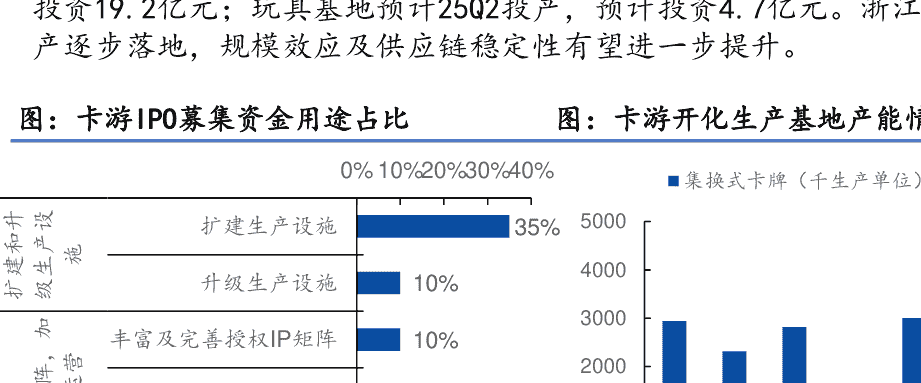 投资19.2亿元；玩具基地预计25Q2投产，预计投资4.7亿元。浙江
产逐步落地，规模效应及供应链稳定性有望进一步提升。
图：卡游IPO募集资金用途占比
图：卡游开化生产基地产能情
0% 10% 20% 30% 40%
扩建和升
级生产设
施
扩建生产设施
35%
升级生产设施
10%
丰富及完善授权IP矩阵
10%
阵，加
营
集换式卡牌（千生产单位）
5000
4000
3000
2000